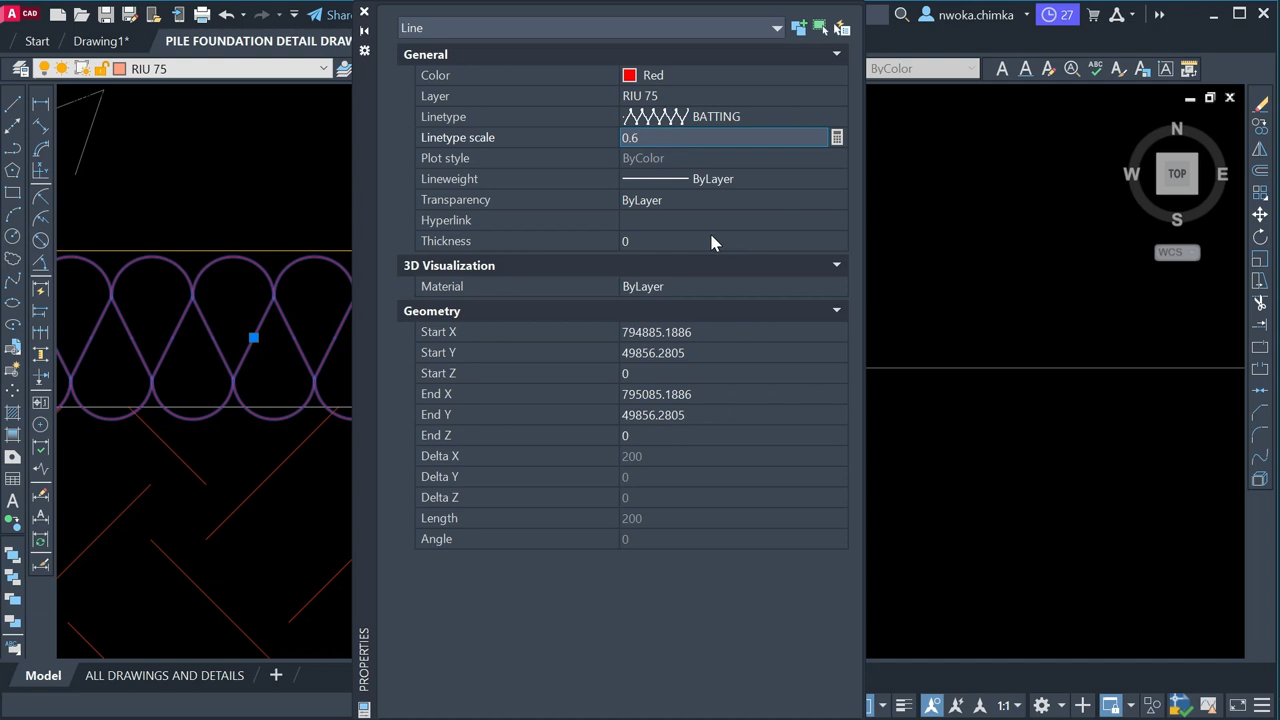 A CAD
Share
nwoka.chimka
27
Start
Drawing1*
PILE FOUNDATION DETAIL DRAW
RIU 75
ByColor
Line
General
Color
Red
Layer
RIU 75
Linetype
BATTING
Linetype scale
0.6
Plot style
ByColor
Lineweight
ByLayer
Transparency
ByLayer
Hyperlink
Thickness
0
3D Visualization
Material
ByLayer
Geometry
Start X
794885.1886
Start Y
49856.2805
Start Z
0
End X
795085.1886
End Y
49856.2805
End Z
0
Delta X
200
Delta Y
0
Delta Z
0
Length
200
Angle
0
PROPERTIES
N
W
TOP
E
S
WCS
Model
ALL DRAWINGS AND DETAILS
1:1